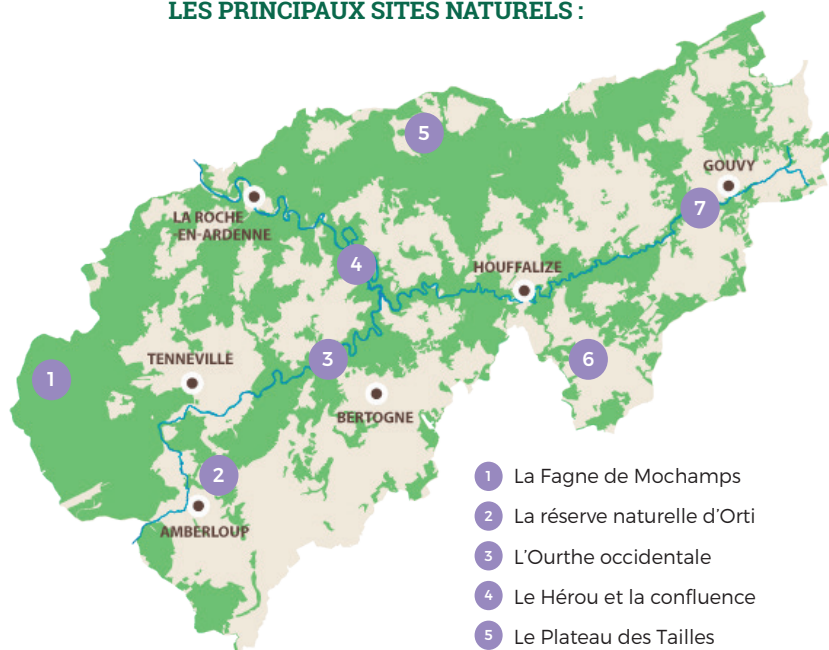 LES PRINCIPAUX SITES NATURELS :
5
GOUVY
LA ROCHE
-EN-ARDENNE
7
4
HOUFFALIZE
TENNEVILLE
3
6
1
BERTOGNE
2
AMBERLOUP
1 La Fagne de Mochamps
2 La réserve naturelle d'Orti
3 L'Ourthe occidentale
4 Le Hérou et la confluence
5 Le Plateau des Tailles